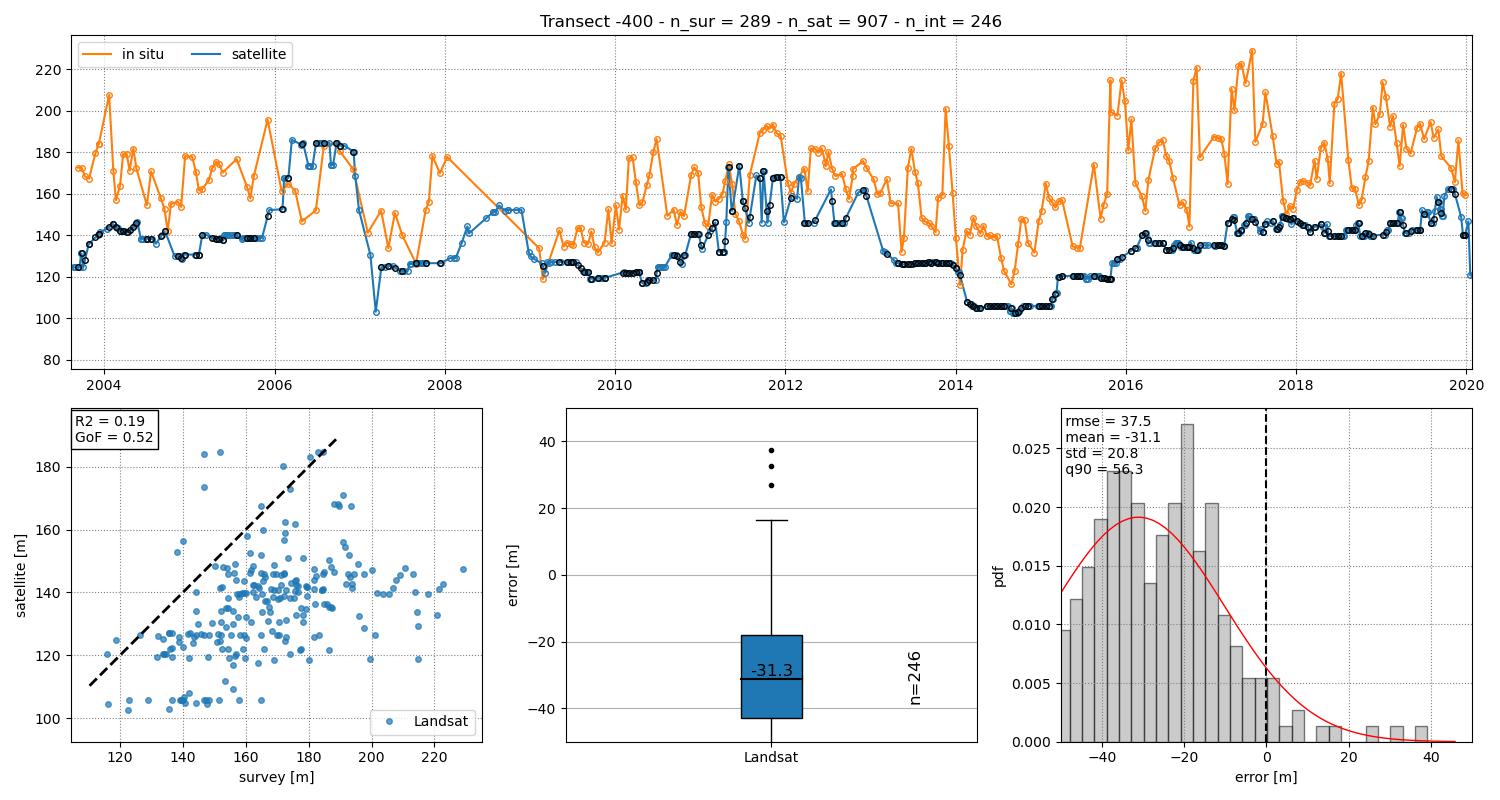 Transect -400 - n_sur = 289 - n_sat = 907 - n_int = 246
in situ
satellite
220
200
180
160
140
120
100
80
2004
2006
2008
2010
2012
2014
2016
2018
2020
R2 = 0.19
GoF = 0.52
satellite [m]
180
160
140
120
100
Landsat
120
140
160
180
200
220
survey [m]
error [m]
40
20
0
−20
−40
-31.3
n=246
Landsat
rmse = 37.5
mean = -31.1
std = 20.8
q90 = 56.3
pdf
0.025
0.020
0.015
0.010
0.005
0.000
−40
−20
0
20
40
error [m]